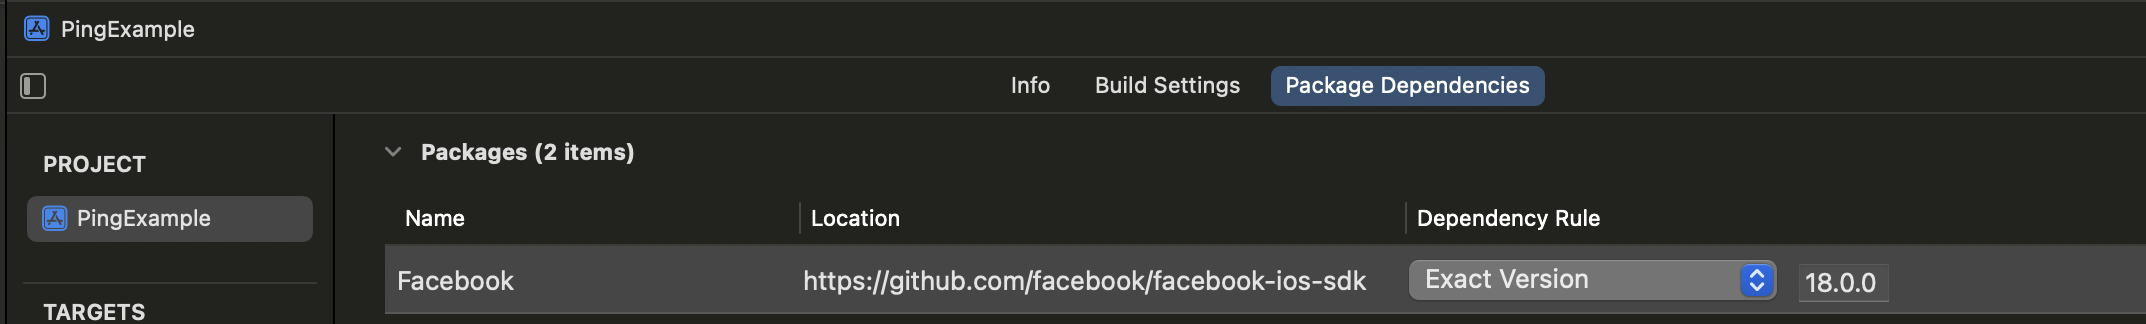 PingExample
Info Build Settings Package Dependencies
PROJECT
PingExample
TARGETS
Packages (2 items)
Name Location Dependency Rule
Facebook https://github.com/facebook/facebook-ios-sdk Exact Version 18.0.0